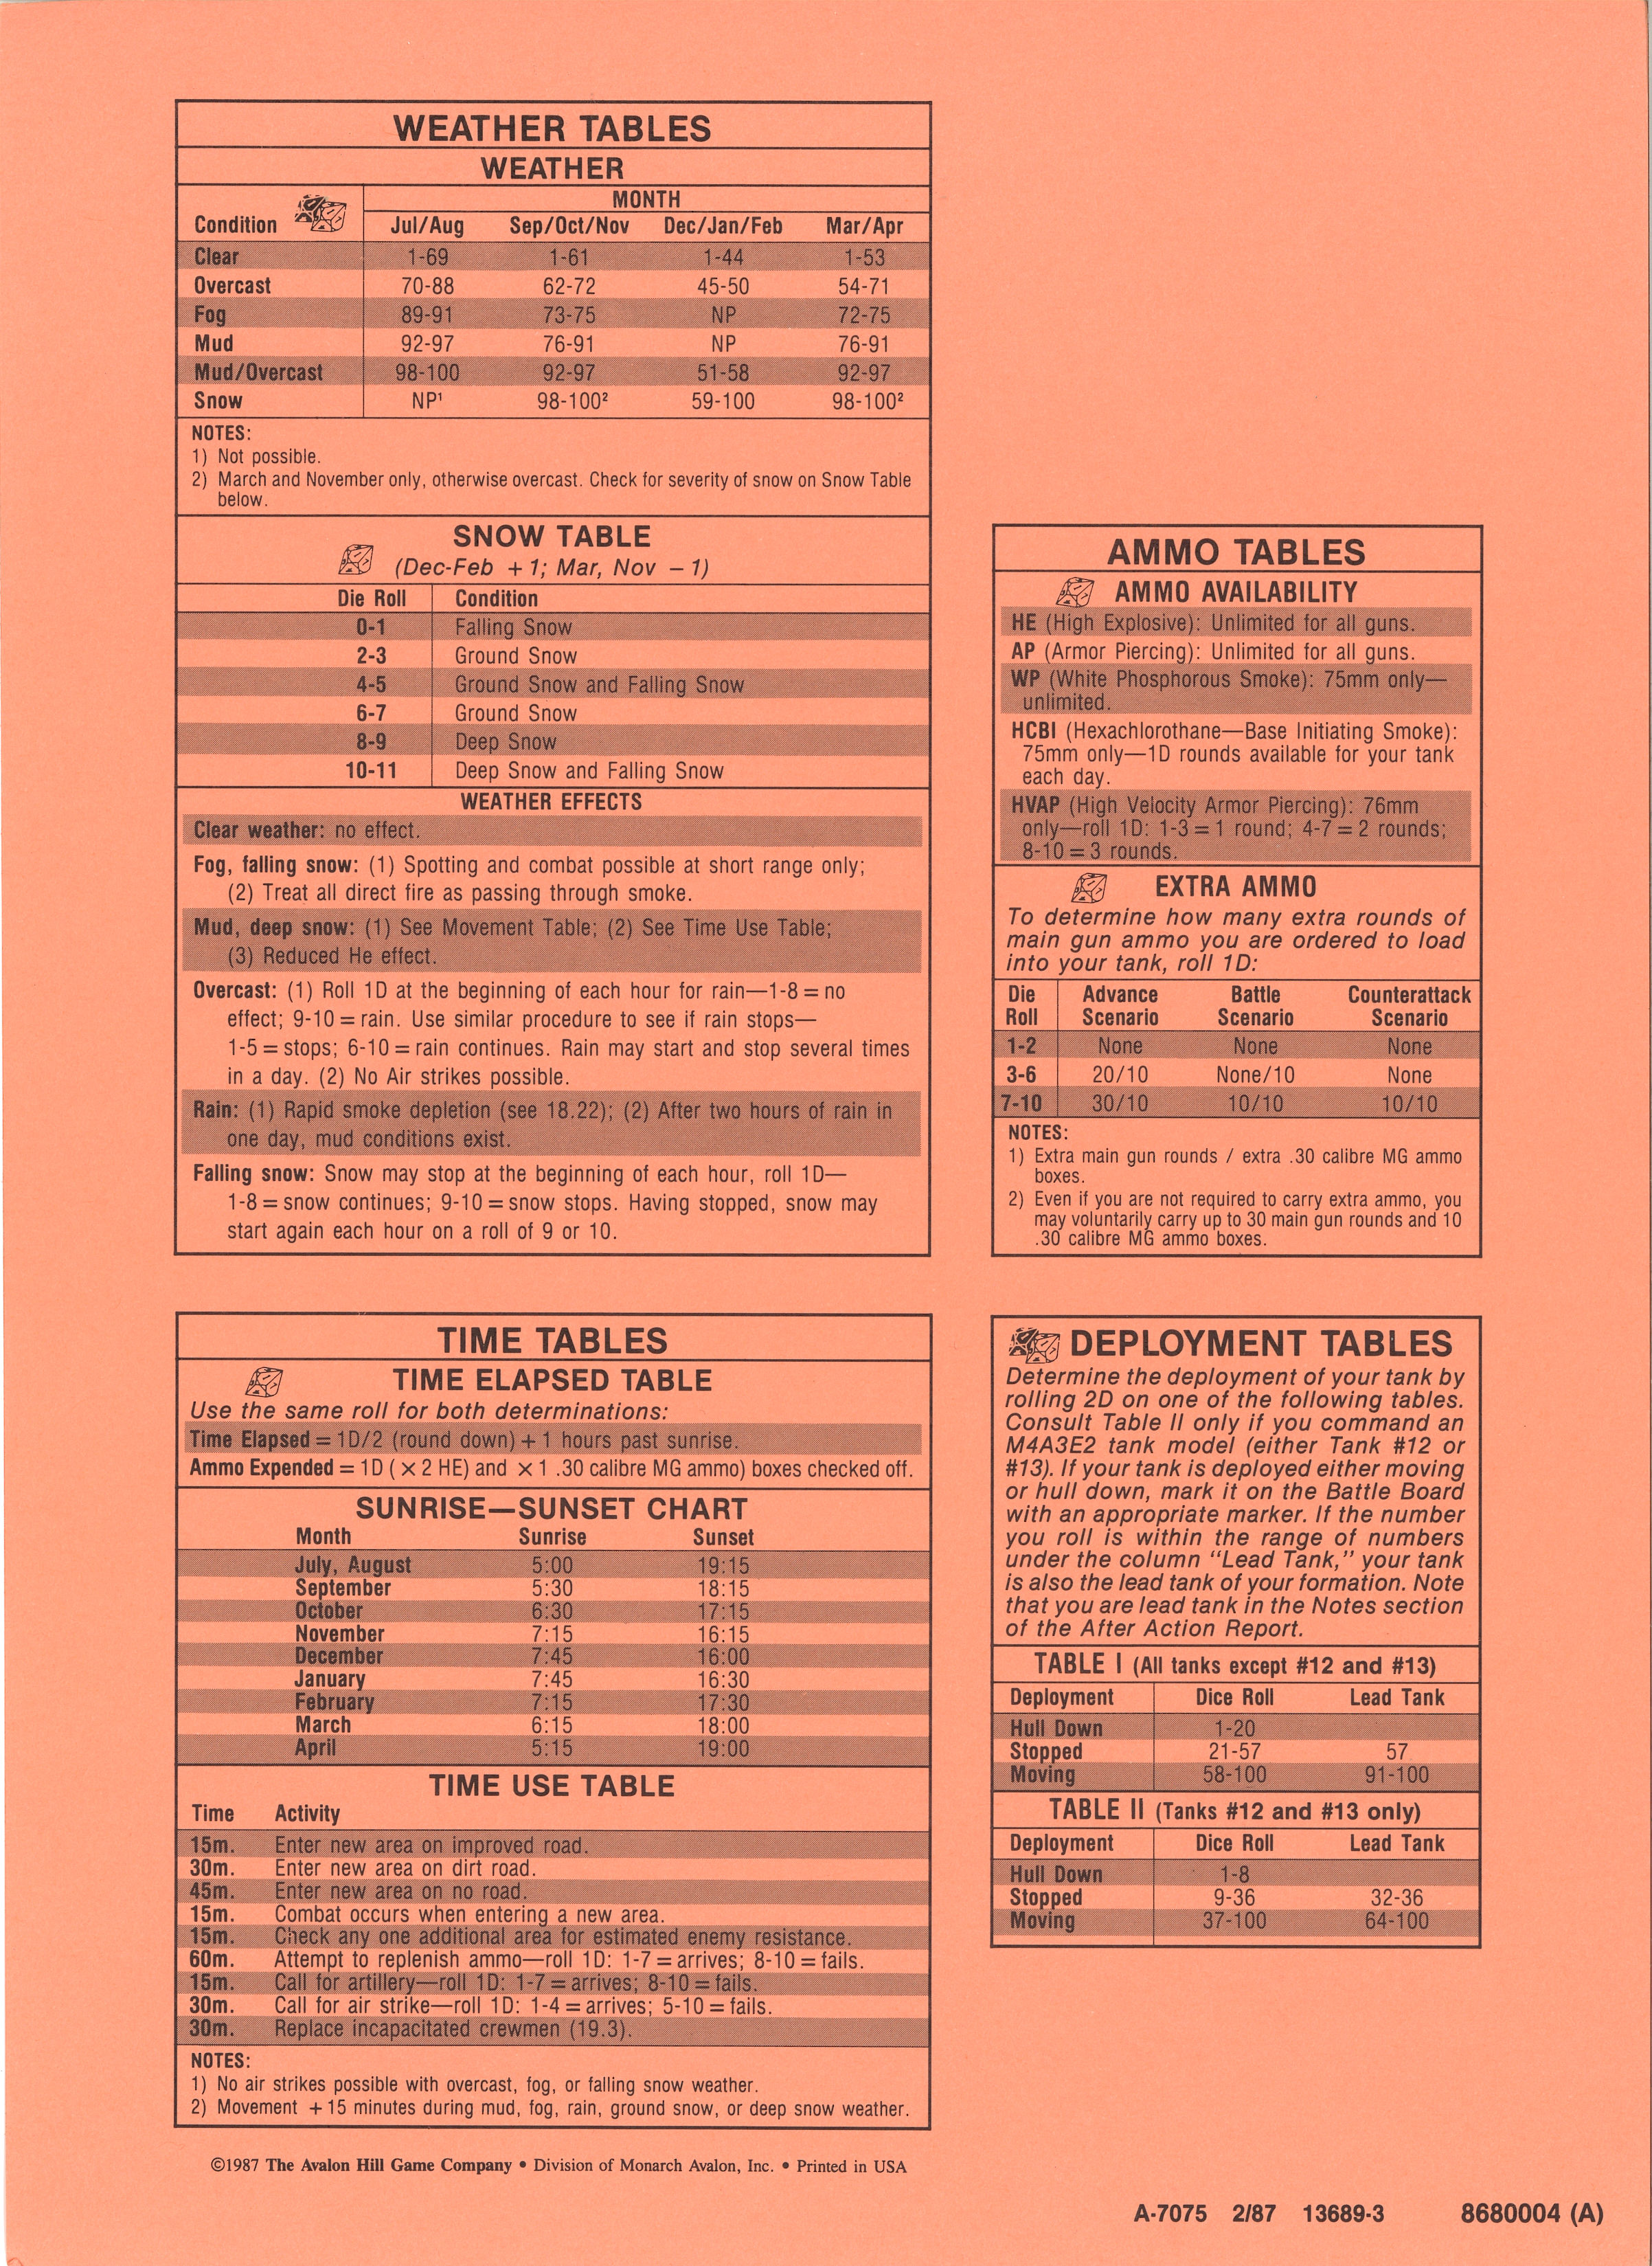 WEATHER TABLES
WEATHER
MONTH
Condition Jul/Aug Sep/Oct/Nov Dec/Jan/Feb Mar/Apr
Clear 1-69 1-61 1-44 1-53
Overcast 70-88 62-72 45-50 54-71
Fog 89-91 73-75 NP 72-75
Mud 92-97 76-91 NP 76-91
Mud/Overcast 98-100 92-97 51-58 92-97
Snow NP¹ 98-100² 59-100 98-100²
NOTES:
1) Not possible.
2) March and November only, otherwise overcast. Check for severity of snow on Snow Table
below.
SNOW TABLE
(Dec-Feb + 1; Mar, Nov − 1)
Die Roll Condition
0-1 Falling Snow
2-3 Ground Snow
4-5 Ground Snow and Falling Snow
6-7 Ground Snow
8-9 Deep Snow
10-11 Deep Snow and Falling Snow
WEATHER EFFECTS
Clear weather: no effect.
Fog, falling snow: (1) Spotting and combat possible at short range only;
(2) Treat all direct fire as passing through smoke.
Mud, deep snow: (1) See Movement Table; (2) See Time Use Table;
(3) Reduced He effect.
Overcast: (1) Roll 1D at the beginning of each hour for rain—1-8 = no
effect; 9-10 = rain. Use similar procedure to see if rain stops—
1-5 = stops; 6-10 = rain continues. Rain may start and stop several times
in a day. (2) No Air strikes possible.
Rain: (1) Rapid smoke depletion (see 18.22); (2) After two hours of rain in
one day, mud conditions exist.
Falling snow: Snow may stop at the beginning of each hour, roll 1D—
1-8 = snow continues; 9-10 = snow stops. Having stopped, snow may
start again each hour on a roll of 9 or 10.
AMMO TABLES
AMMO AVAILABILITY
HE (High Explosive): Unlimited for all guns.
AP (Armor Piercing): Unlimited for all guns.
WP (White Phosphorous Smoke): 75mm only—
unlimited.
HCBI (Hexachlorothane—Base Initiating Smoke):
75mm only—1D rounds available for your tank
each day.
HVAP (High Velocity Armor Piercing): 76mm
only—roll 1D: 1-3 = 1 round; 4-7 = 2 rounds;
8-10 = 3 rounds.
EXTRA AMMO
To determine how many extra rounds of
main gun ammo you are ordered to load
into your tank, roll 1D:
Die Advance Battle Counterattack
Roll Scenario Scenario Scenario
1-2 None None None
3-6 20/10 None/10 None
7-10 30/10 10/10 10/10
NOTES:
1) Extra main gun rounds / extra .30 calibre MG ammo
boxes.
2) Even if you are not required to carry extra ammo, you
may voluntarily carry up to 30 main gun rounds and 10
.30 calibre MG ammo boxes.
TIME TABLES
TIME ELAPSED TABLE
Use the same roll for both determinations:
Time Elapsed = 1D/2 (round down) + 1 hours past sunrise.
Ammo Expended = 1D ( × 2 HE) and × 1 .30 calibre MG ammo) boxes checked off.
SUNRISE—SUNSET CHART
Month Sunrise Sunset
July, August 5:00 19:15
September 5:30 18:15
October 6:30 17:15
November 7:15 16:15
December 7:45 16:00
January 7:45 16:30
February 7:15 17:30
March 6:15 18:00
April 5:15 19:00
TIME USE TABLE
Time Activity
15m. Enter new area on improved road.
30m. Enter new area on dirt road.
45m. Enter new area on no road.
15m. Combat occurs when entering a new area.
15m. Check any one additional area for estimated enemy resistance.
60m. Attempt to replenish ammo—roll 1D: 1-7 = arrives; 8-10 = fails.
15m. Call for artillery—roll 1D: 1-7 = arrives; 8-10 = fails.
30m. Call for air strike—roll 1D: 1-4 = arrives; 5-10 = fails.
30m. Replace incapacitated crewmen (19.3).
NOTES:
1) No air strikes possible with overcast, fog, or falling snow weather.
2) Movement + 15 minutes during mud, fog, rain, ground snow, or deep snow weather.
DEPLOYMENT TABLES
Determine the deployment of your tank by
rolling 2D on one of the following tables.
Consult Table II only if you command an
M4A3E2 tank model (either Tank #12 or
#13). If your tank is deployed either moving
or hull down, mark it on the Battle Board
with an appropriate marker. If the number
you roll is within the range of numbers
under the column “Lead Tank,” your tank
is also the lead tank of your formation. Note
that you are lead tank in the Notes section
of the After Action Report.
TABLE I (All tanks except #12 and #13)
Deployment Dice Roll Lead Tank
Hull Down 1-20
Stopped 21-57 57
Moving 58-100 91-100
TABLE II (Tanks #12 and #13 only)
Deployment Dice Roll Lead Tank
Hull Down 1-8
Stopped 9-36 32-36
Moving 37-100 64-100
©1987 The Avalon Hill Game Company • Division of Monarch Avalon, Inc. • Printed in USA
A-7075 2/87 13689-3 8680004 (A)